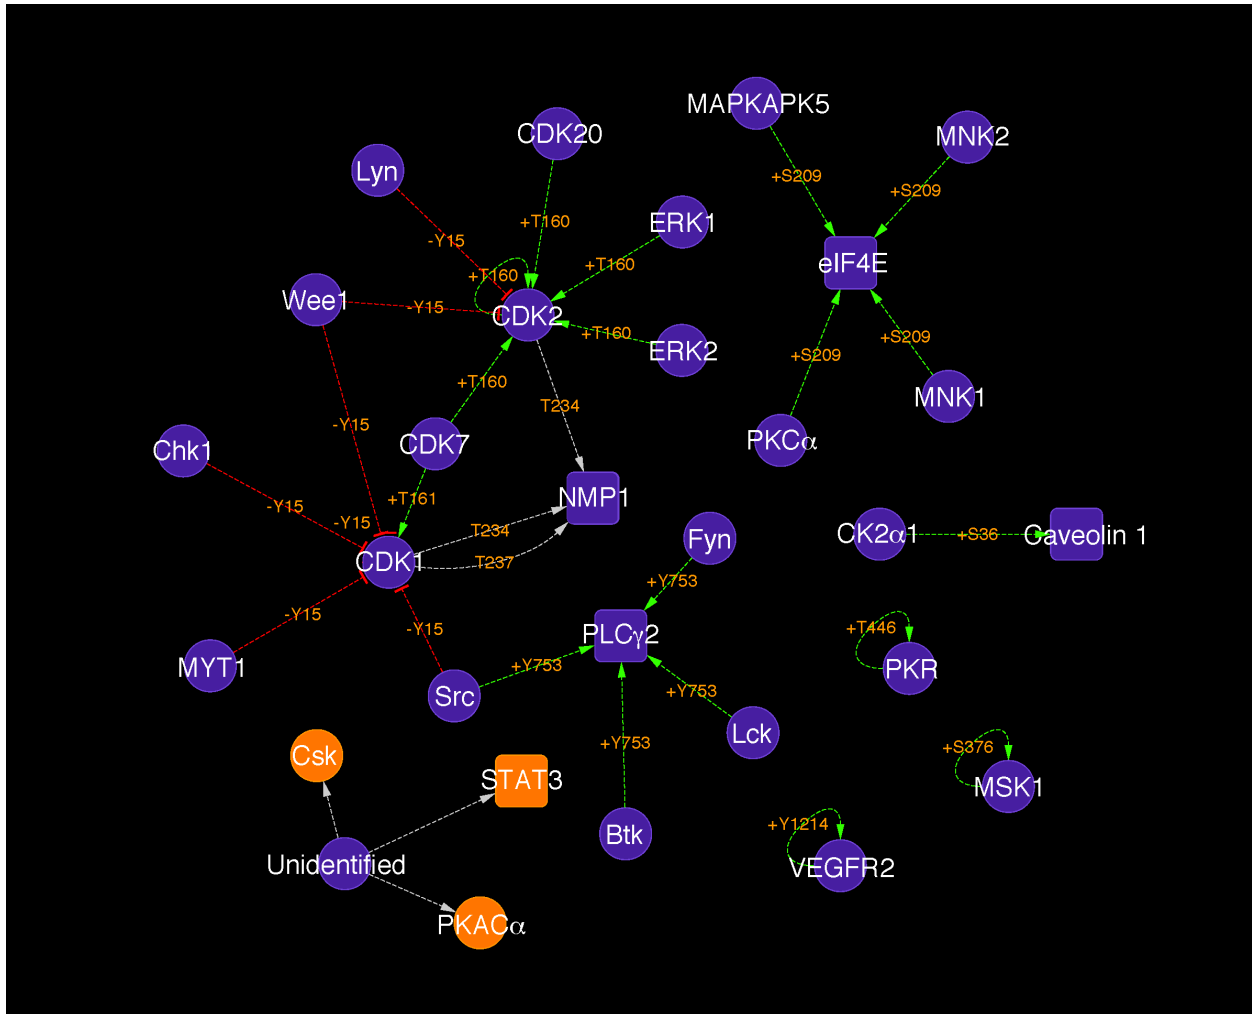 MAPKAPK5
CDK20
MNK2
Lyn
+S209
+S209
ERK1
+T160
-Y15
eIF4E
+T160
+T160
Wee1
-Y15
CDK2
+T160
ERK2
+S209
+S209
+T160
MNK1
T234
-Y15
PKCα
CDK7
Chk1
NMP1
+T161
-Y15
-Y15
T234
Fyn
CK2α1
+S36
Caveolin 1
CDK1
T237
+Y753
-Y15
-Y15
PLCγ2
+T446
MYT1
+Y753
PKR
Src
+Y753
Lck
Csk
+Y753
+S376
STAT3
MSK1
+Y1214
Btk
Unidentified
VEGFR2
PKACα